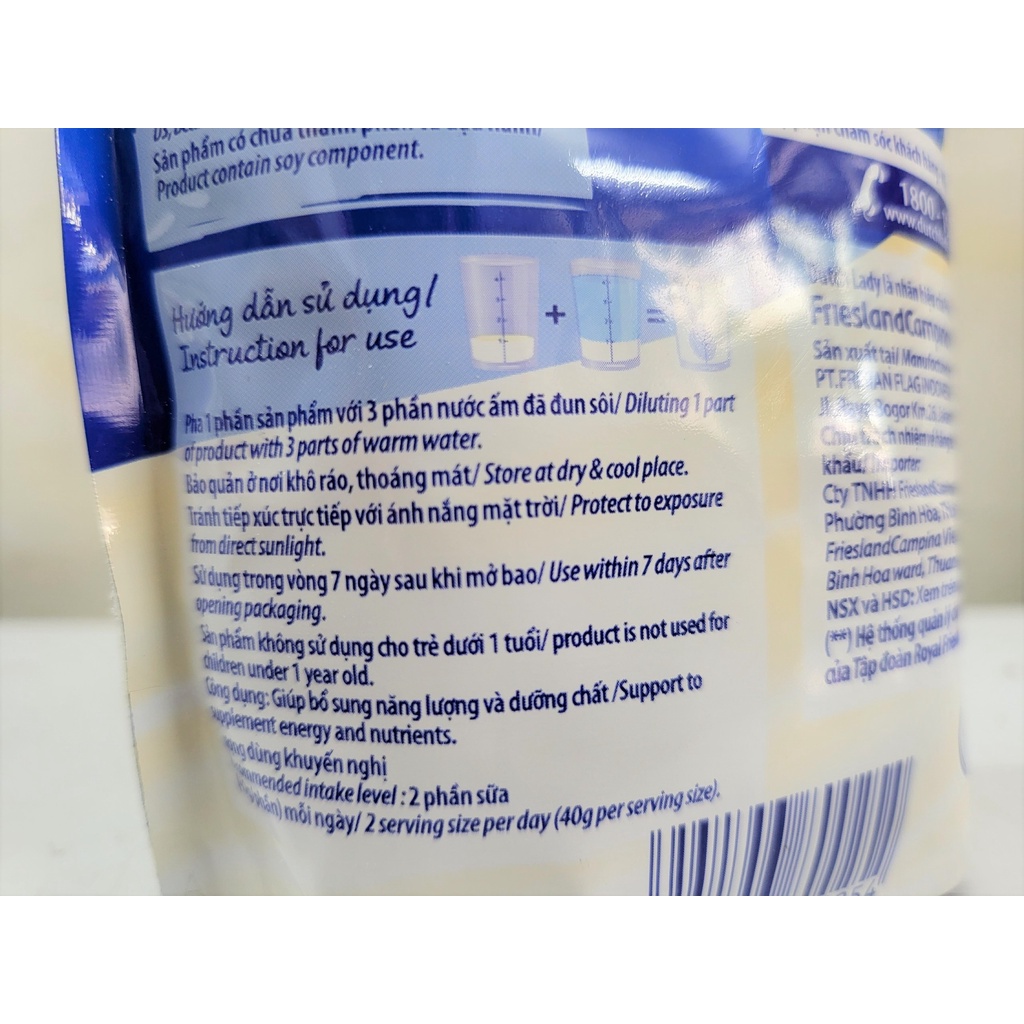 Sản phẩm có chứa thành phần
Product contain soy component.
Hướng dẫn sử dụng/
Instruction for use
Pha 1 phần sản phẩm với 3 phần nước ấm đã đun sôi/ Diluting 1 part
of product with 3 parts of warm water.
Bảo quản ở nơi khô ráo, thoáng mát/ Store at dry & cool place.
Tránh tiếp xúc trực tiếp với ánh nắng mặt trời/ Protect to exposure
from direct sunlight.
Sử dụng trong vòng 7 ngày sau khi mở bao/ Use within 7 days after
opening packaging.
Sản phẩm không sử dụng cho trẻ dưới 1 tuổi/ product is not used for
children under 1 year old.
Công dụng: Giúp bổ sung năng lượng và dưỡng chất /Support to
supplement energy and nutrients.
dùng khuyến nghị
intake level : 2 phần sữa
mỗi ngày/ 2 serving size per day (40g per serving size).
chăm sóc khách hàng
1800
Lady là nhãn hiệu
FrieslandCampina
Sản xuất tại/
PT.
Bogor Km
khẩu/
Cty TNHH
Phường Bình Hòa,
FrieslandCampina
Binh Hoa ward,
NSX và HSD: Xem trên
(**) Hệ thống quản lý
của Tập đoàn Royal